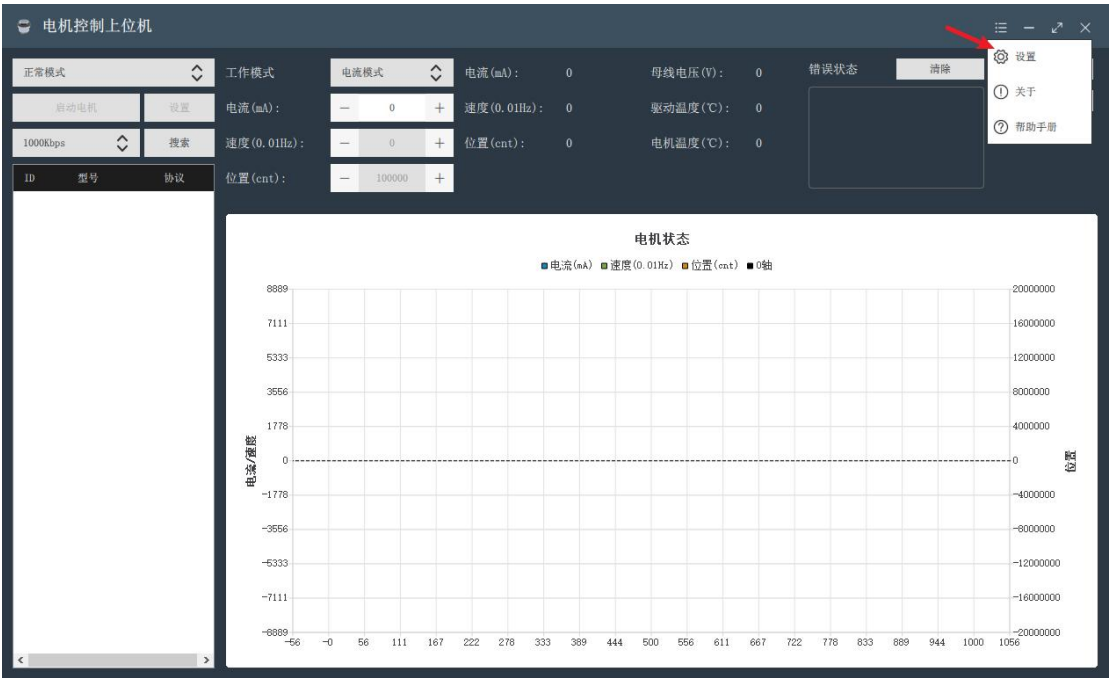 电机控制上位机
设置
关于
帮助手册
正常模式
启动电机 设置
1000Kbps 搜索
ID 型号 协议
工作模式 电流模式
电流(mA): 0
速度(0.01Hz): 0
位置(cnt): 100000
电流(mA): 0
速度(0.01Hz): 0
位置(cnt): 0
母线电压(V): 0
驱动温度(℃): 0
电机温度(℃): 0
错误状态 清除
电机状态
电流(mA) 速度(0.01Hz) 位置(cnt) 0轴
电流/速度
8889
7111
5333
3556
1778
0
-1778
-3556
-5333
-7111
-8889
20000000
16000000
12000000
8000000
4000000
0
-4000000
-8000000
-12000000
-16000000
-20000000
位置
-56 -0 56 111 167 222 278 333 389 444 500 556 611 667 722 778 833 889 944 1000 1056